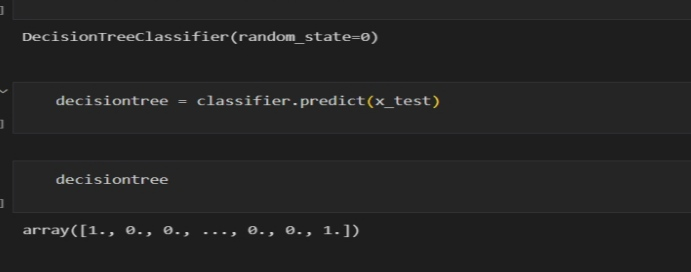 ]
DecisionTreeClassifier(random_state=0)
decisiontree = classifier.predict(x_test)
]
decisiontree
]
array([1., 0., 0., ..., 0., 0., 1.])